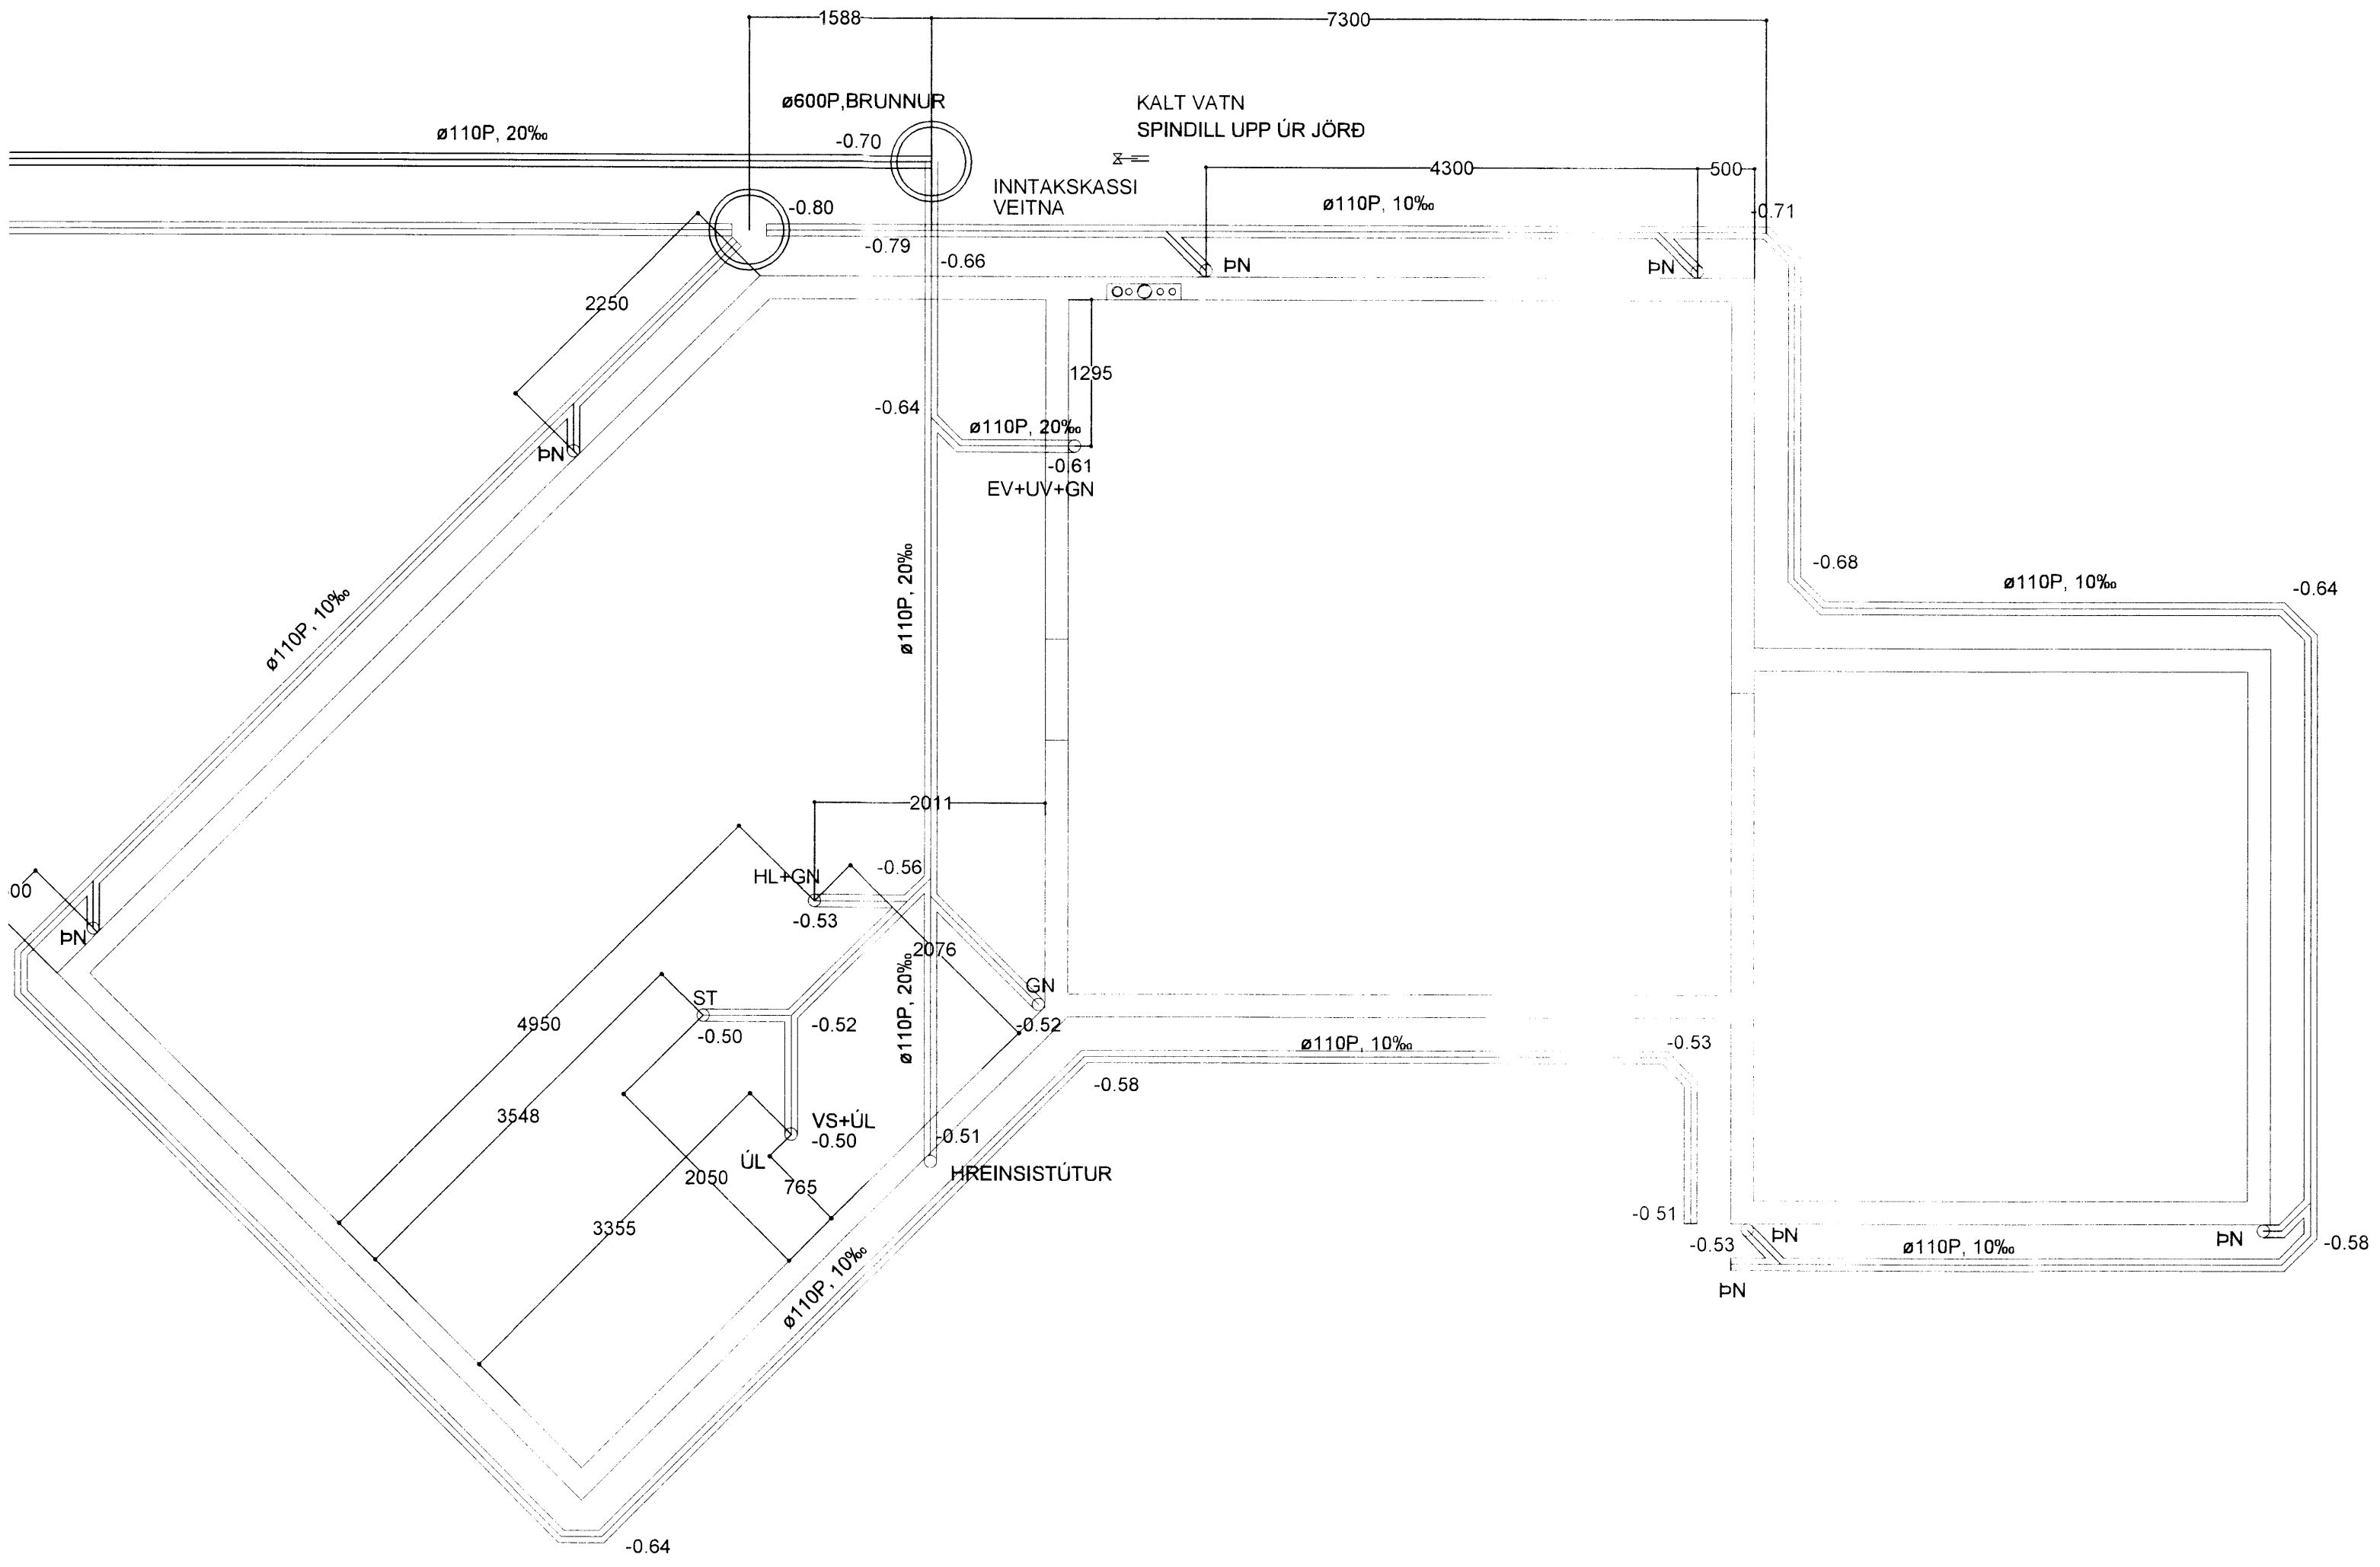 1588
7300
ø600P,BRUNNUR
KALT VATN
SPINDILL UPP ÚR JÖRÐ
ø110P, 20‰
-0.70
INNTAKSKASSI
VEITNA
4300
500
ø110P, 10‰
-0.80
-0.71
-0.79
-0.66
ÞN
ÞN
2250
1295
-0.64
ø110P, 20‰
ÞN
-0.61
EV+UV+GN
ø110P, 20‰
-0.68
ø110P, 10‰
-0.64
ø110P, 10‰
2011
-0.56
HL+GN
-0.53
ÞN
2076
ø110P, 20‰
GN
ST
4950
-0.50
-0.52
-0.52
ø110P, 10‰
-0.53
-0.58
3548
VS+ÚL
-0.50
-0.51
ÚL
HREINSISTÚTUR
2050
765
3355
-0.51
-0.53
ÞN
ø110P, 10‰
ÞN
-0.58
ÞN
ø110P, 10‰
-0.64